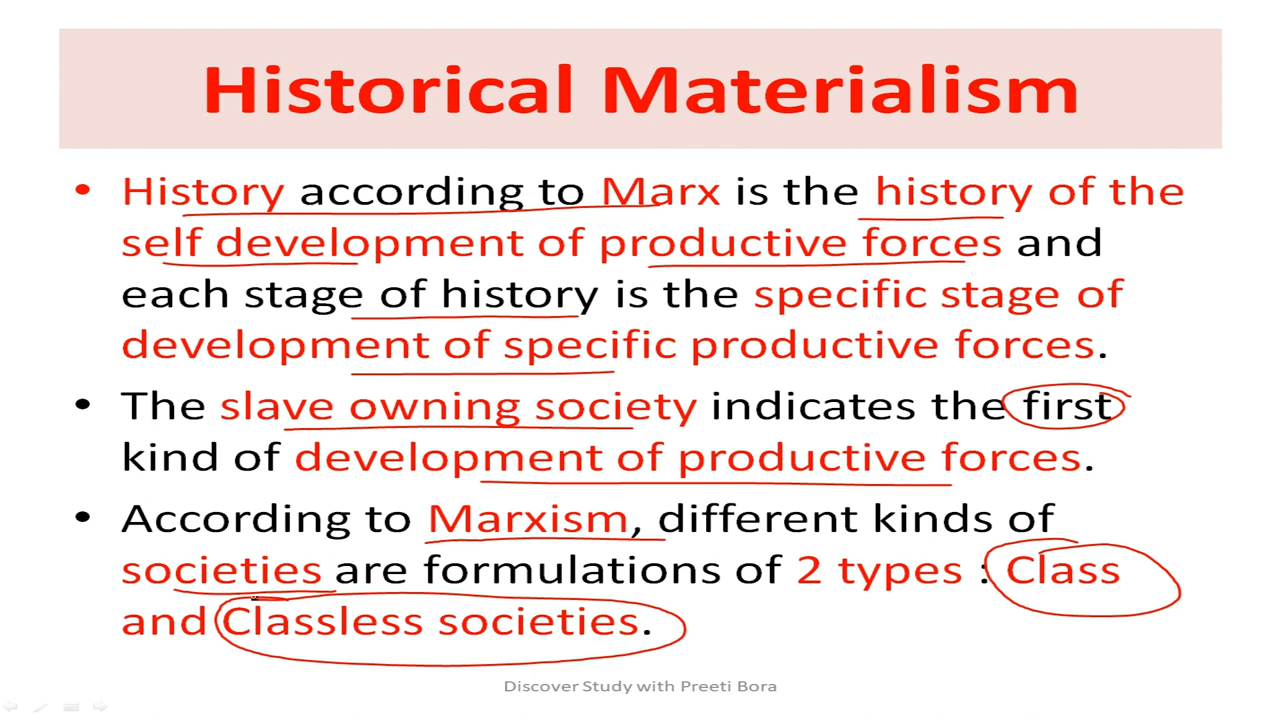 Historical Materialism
• History according to Marx is the history of the
self development of productive forces and
each stage of history is the specific stage of
development of specific productive forces.
• The slave owning society indicates the first
kind of development of productive forces.
• According to Marxism, different kinds of
societies are formulations of 2 types : Class
and Classless societies.
Discover Study with Preeti Bora